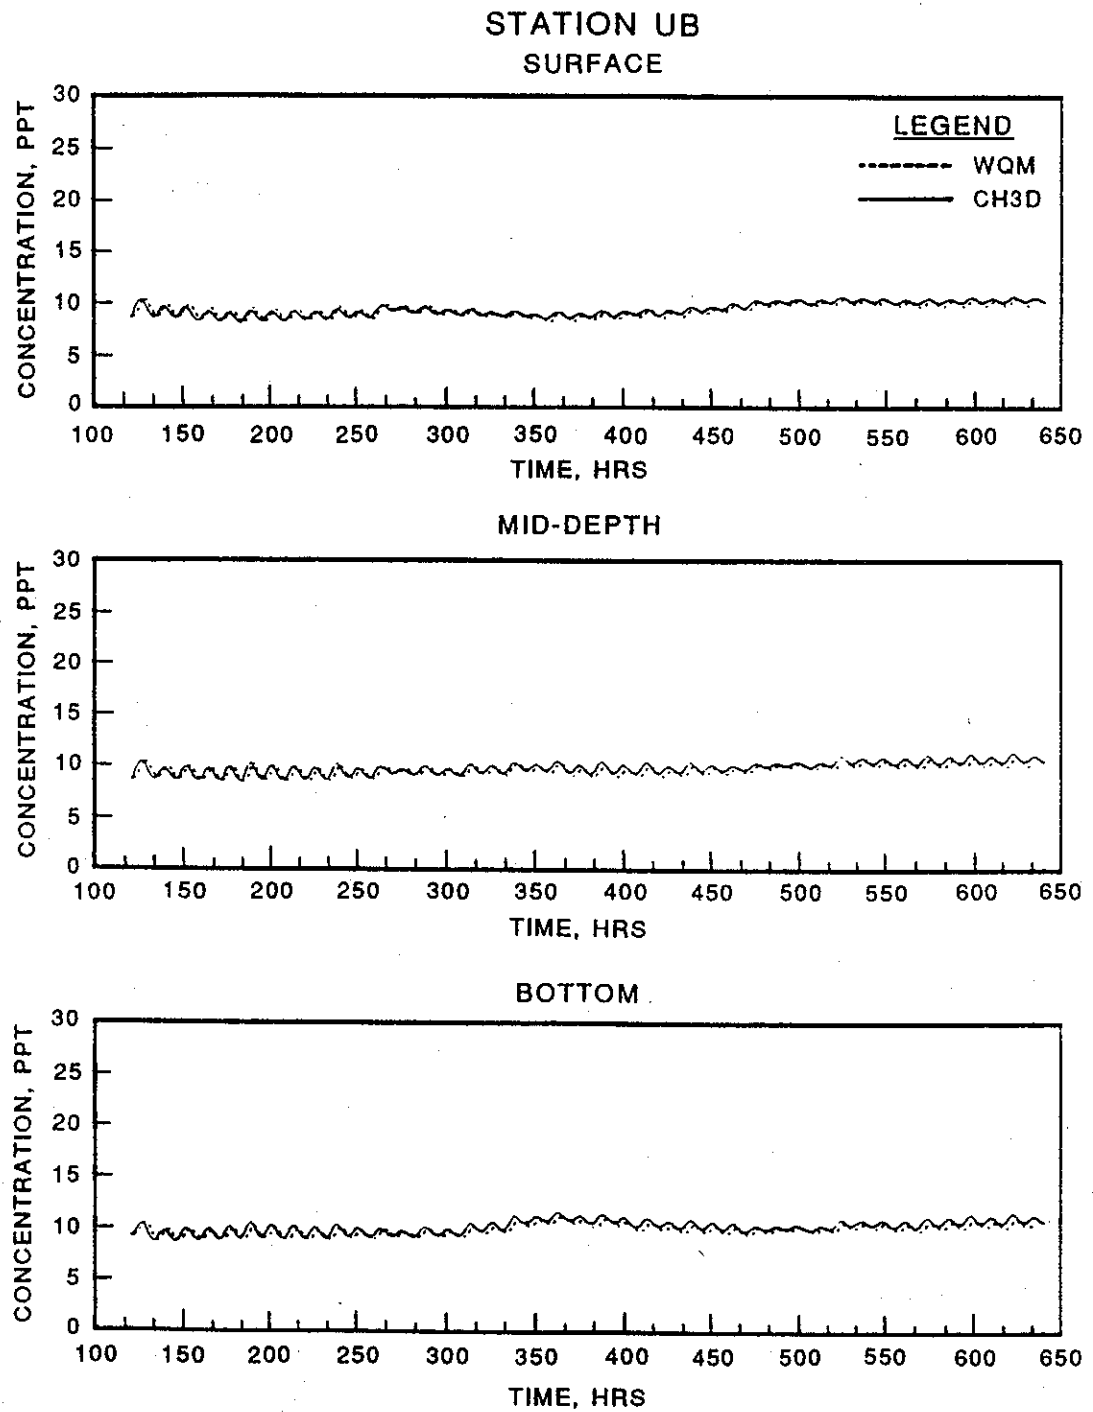 STATION UB
SURFACE
CONCENTRATION, PPT
30
25
20
15
10
5
0
LEGEND
WQM
CH3D
100 150 200 250 300 350 400 450 500 550 600 650
TIME, HRS
MID-DEPTH
CONCENTRATION, PPT
30
25
20
15
10
5
0
100 150 200 250 300 350 400 450 500 550 600 650
TIME, HRS
BOTTOM
CONCENTRATION, PPT
30
25
20
15
10
5
0
100 150 200 250 300 350 400 450 500 550 600 650
TIME, HRS